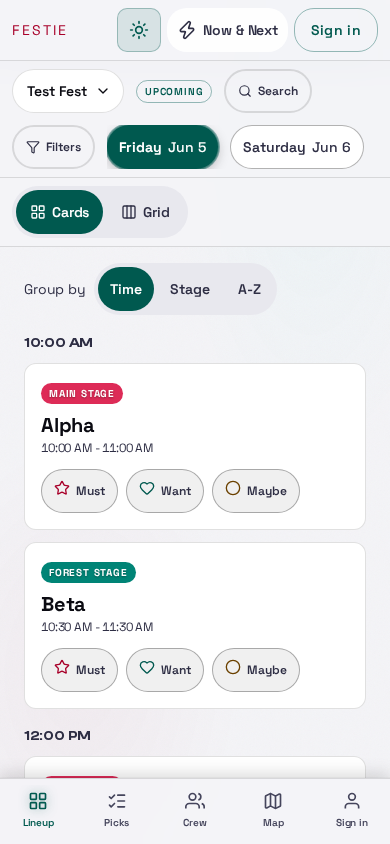 FESTIE
Now & Next
Sign in
Test Fest
UPCOMING
Search
Filters
Friday Jun 5
Saturday Jun 6
Cards
Grid
Group by
Time
Stage
A-Z
10:00 AM
MAIN STAGE
Alpha
10:00 AM - 11:00 AM
Must
Want
Maybe
FOREST STAGE
Beta
10:30 AM - 11:30 AM
Must
Want
Maybe
12:00 PM
Lineup
Picks
Crew
Map
Sign in